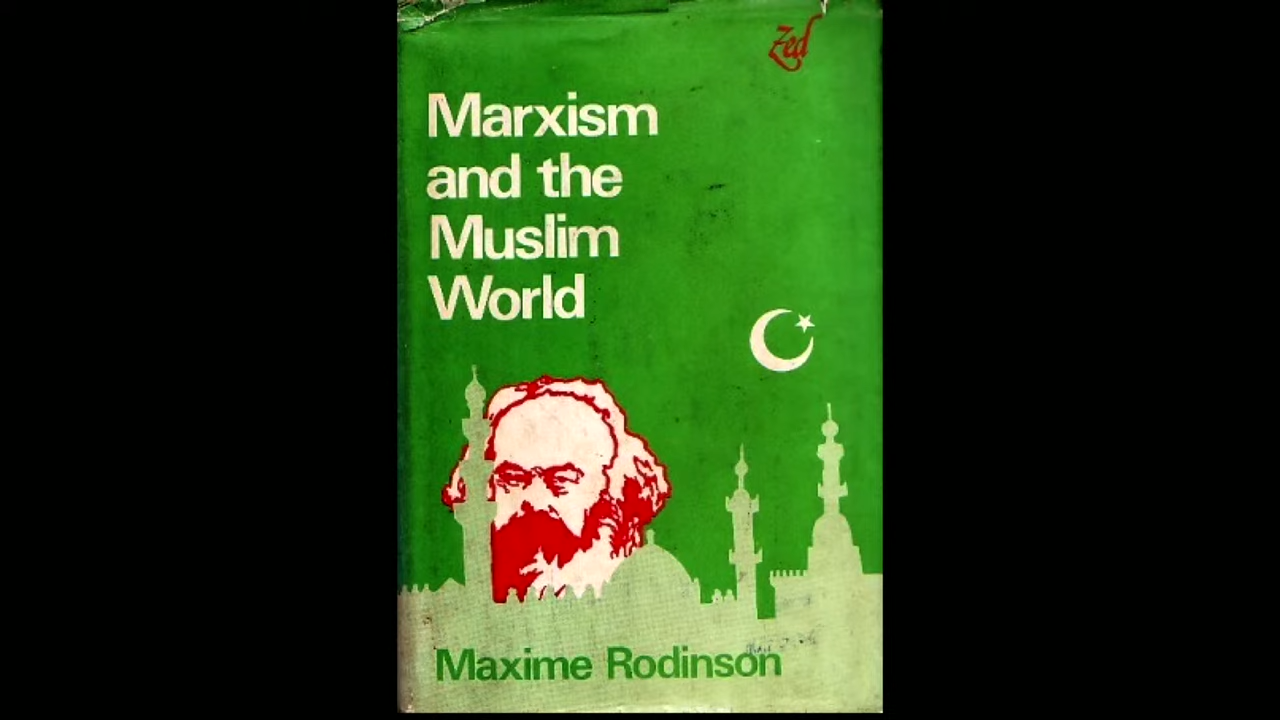 Zed
Marxism
and the
Muslim
World
Maxime Rodinson